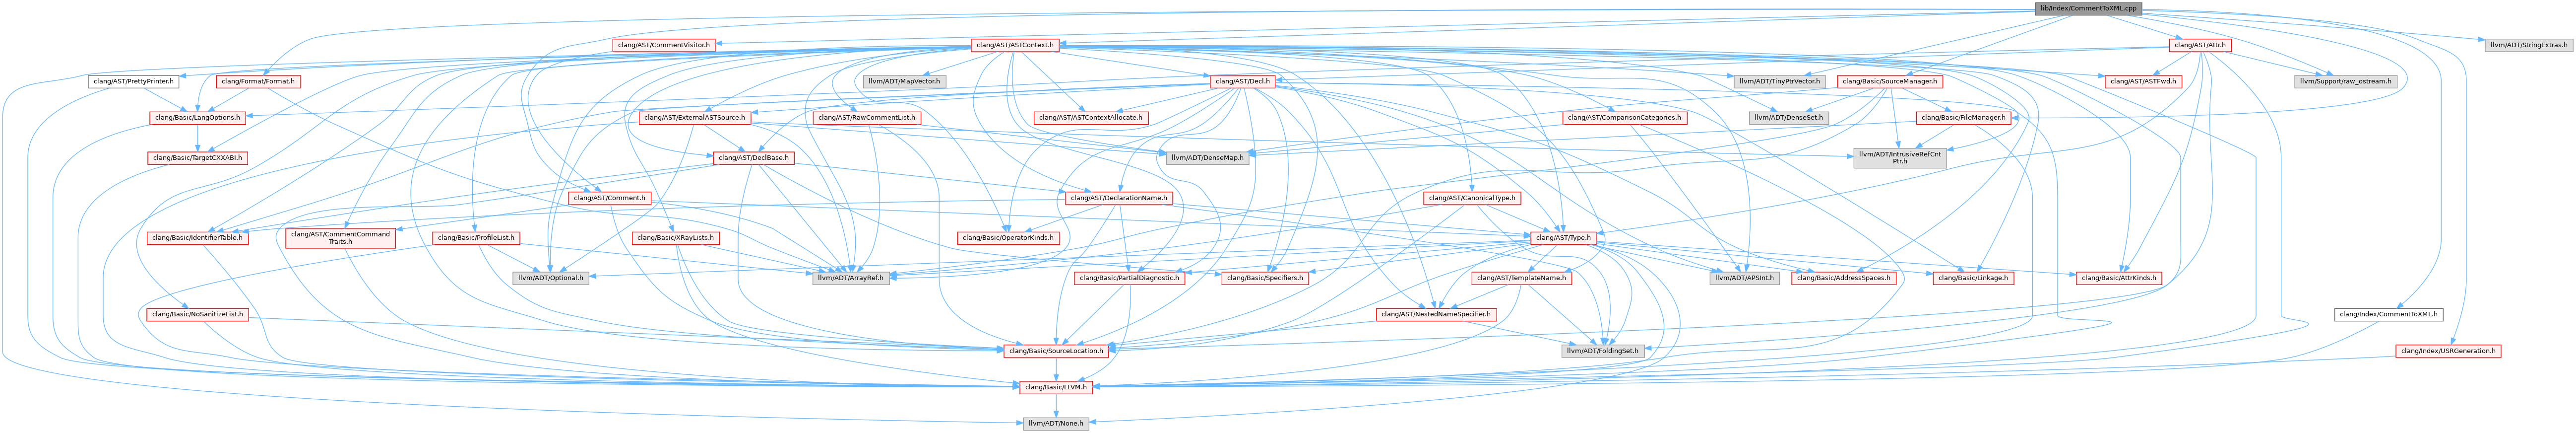 lib/Index/CommentToXML.cpp
clang/AST/CommentVisitor.h
clang/AST/ASTContext.h
clang/AST/Attr.h
llvm/ADT/StringExtras.h
clang/AST/PrettyPrinter.h
clang/Format/Format.h
llvm/ADT/MapVector.h
clang/AST/Decl.h
llvm/ADT/TinyPtrVector.h
clang/Basic/SourceManager.h
clang/AST/ASTFwd.h
llvm/Support/raw_ostream.h
clang/Basic/LangOptions.h
clang/AST/ExternalASTSource.h
clang/AST/RawCommentList.h
clang/AST/ASTContextAllocate.h
clang/AST/ComparisonCategories.h
llvm/ADT/DenseSet.h
clang/Basic/FileManager.h
clang/Basic/TargetCXXABI.h
clang/AST/DeclBase.h
llvm/ADT/DenseMap.h
llvm/ADT/IntrusiveRefCnt
Ptr.h
clang/AST/Comment.h
clang/AST/DeclarationName.h
clang/AST/CanonicalType.h
clang/Basic/IdentifierTable.h
clang/AST/CommentCommand
Traits.h
clang/Basic/ProfileList.h
clang/Basic/XRayLists.h
clang/Basic/OperatorKinds.h
clang/AST/Type.h
llvm/ADT/Optional.h
llvm/ADT/ArrayRef.h
clang/Basic/PartialDiagnostic.h
clang/Basic/Specifiers.h
clang/AST/TemplateName.h
llvm/ADT/APSInt.h
clang/Basic/AddressSpaces.h
clang/Basic/Linkage.h
clang/Basic/AttrKinds.h
clang/Basic/NoSanitizeList.h
clang/AST/NestedNameSpecifier.h
clang/Index/CommentToXML.h
clang/Basic/SourceLocation.h
llvm/ADT/FoldingSet.h
clang/Index/USRGeneration.h
clang/Basic/LLVM.h
llvm/ADT/None.h